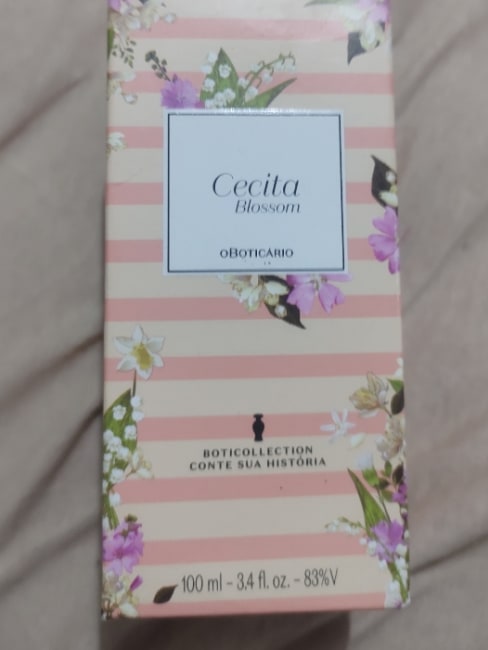 Cecita
Blossom
oBOTICÁRIO
BOTICOLLECTION
CONTE SUA HISTÓRIA
100 ml - 3.4 fl. oz. - 83%V